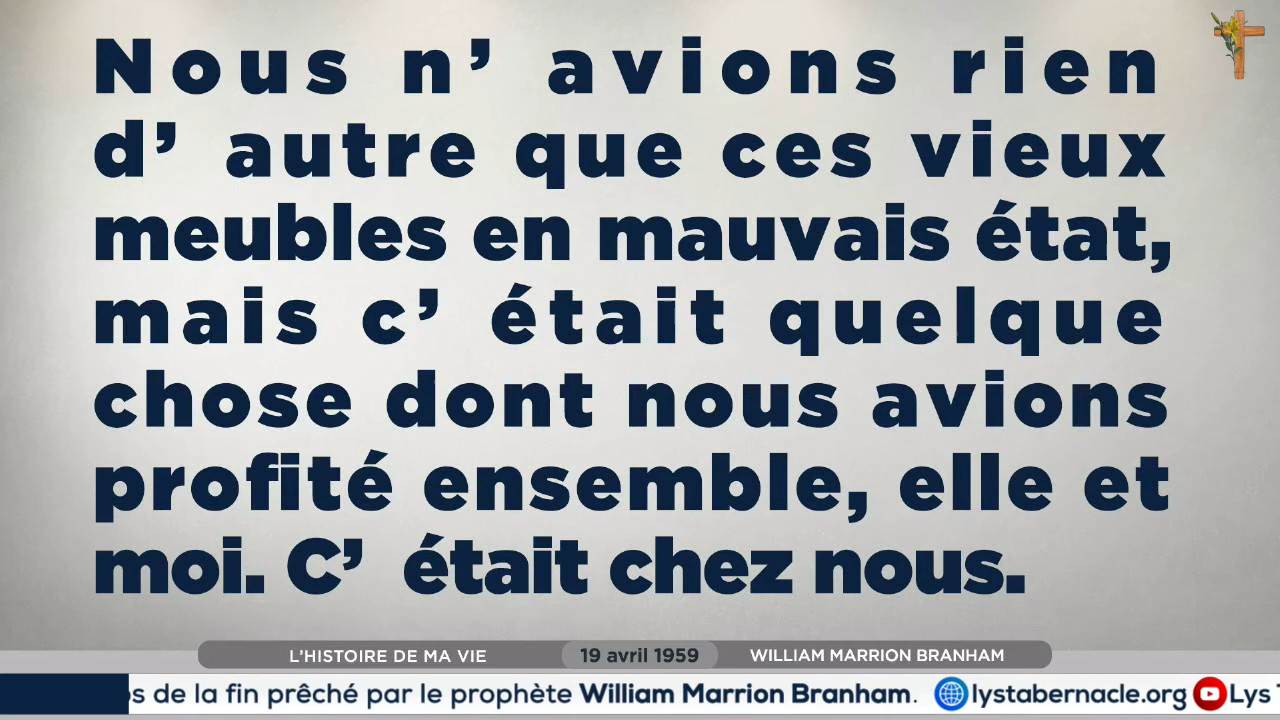 Nous n’ avions rien
d’ autre que ces vieux
meubles en mauvais état,
mais c’ était quelque
chose dont nous avions
profité ensemble, elle et
moi. C’ était chez nous.
L’HISTOIRE DE MA VIE 19 avril 1959 WILLIAM MARRION BRANHAM
de la fin prêché par le prophète William Marrion Branham. lystabernacle.org Lys